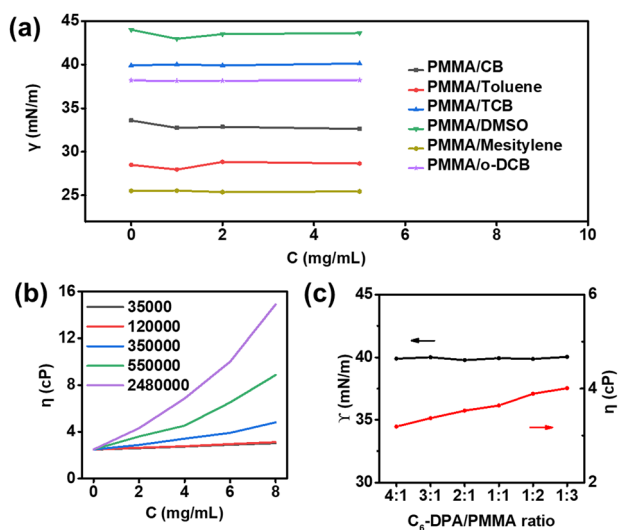 (a)
45
40
35
30
25
γ (mN/m)
PMMA/CB
PMMA/Toluene
PMMA/TCB
PMMA/DMSO
PMMA/Mesitylene
PMMA/o-DCB
0 2 4 6 8 10
C (mg/mL)
(b)
16
12
8
4
0
η (cP)
35000
120000
350000
550000
2480000
0 2 4 6 8
C (mg/mL)
(c)
45
40
35
30
ϒ (mN/m)
6
4
2
η (cP)
4:1 3:1 2:1 1:1 1:2 1:3
C₆-DPA/PMMA ratio